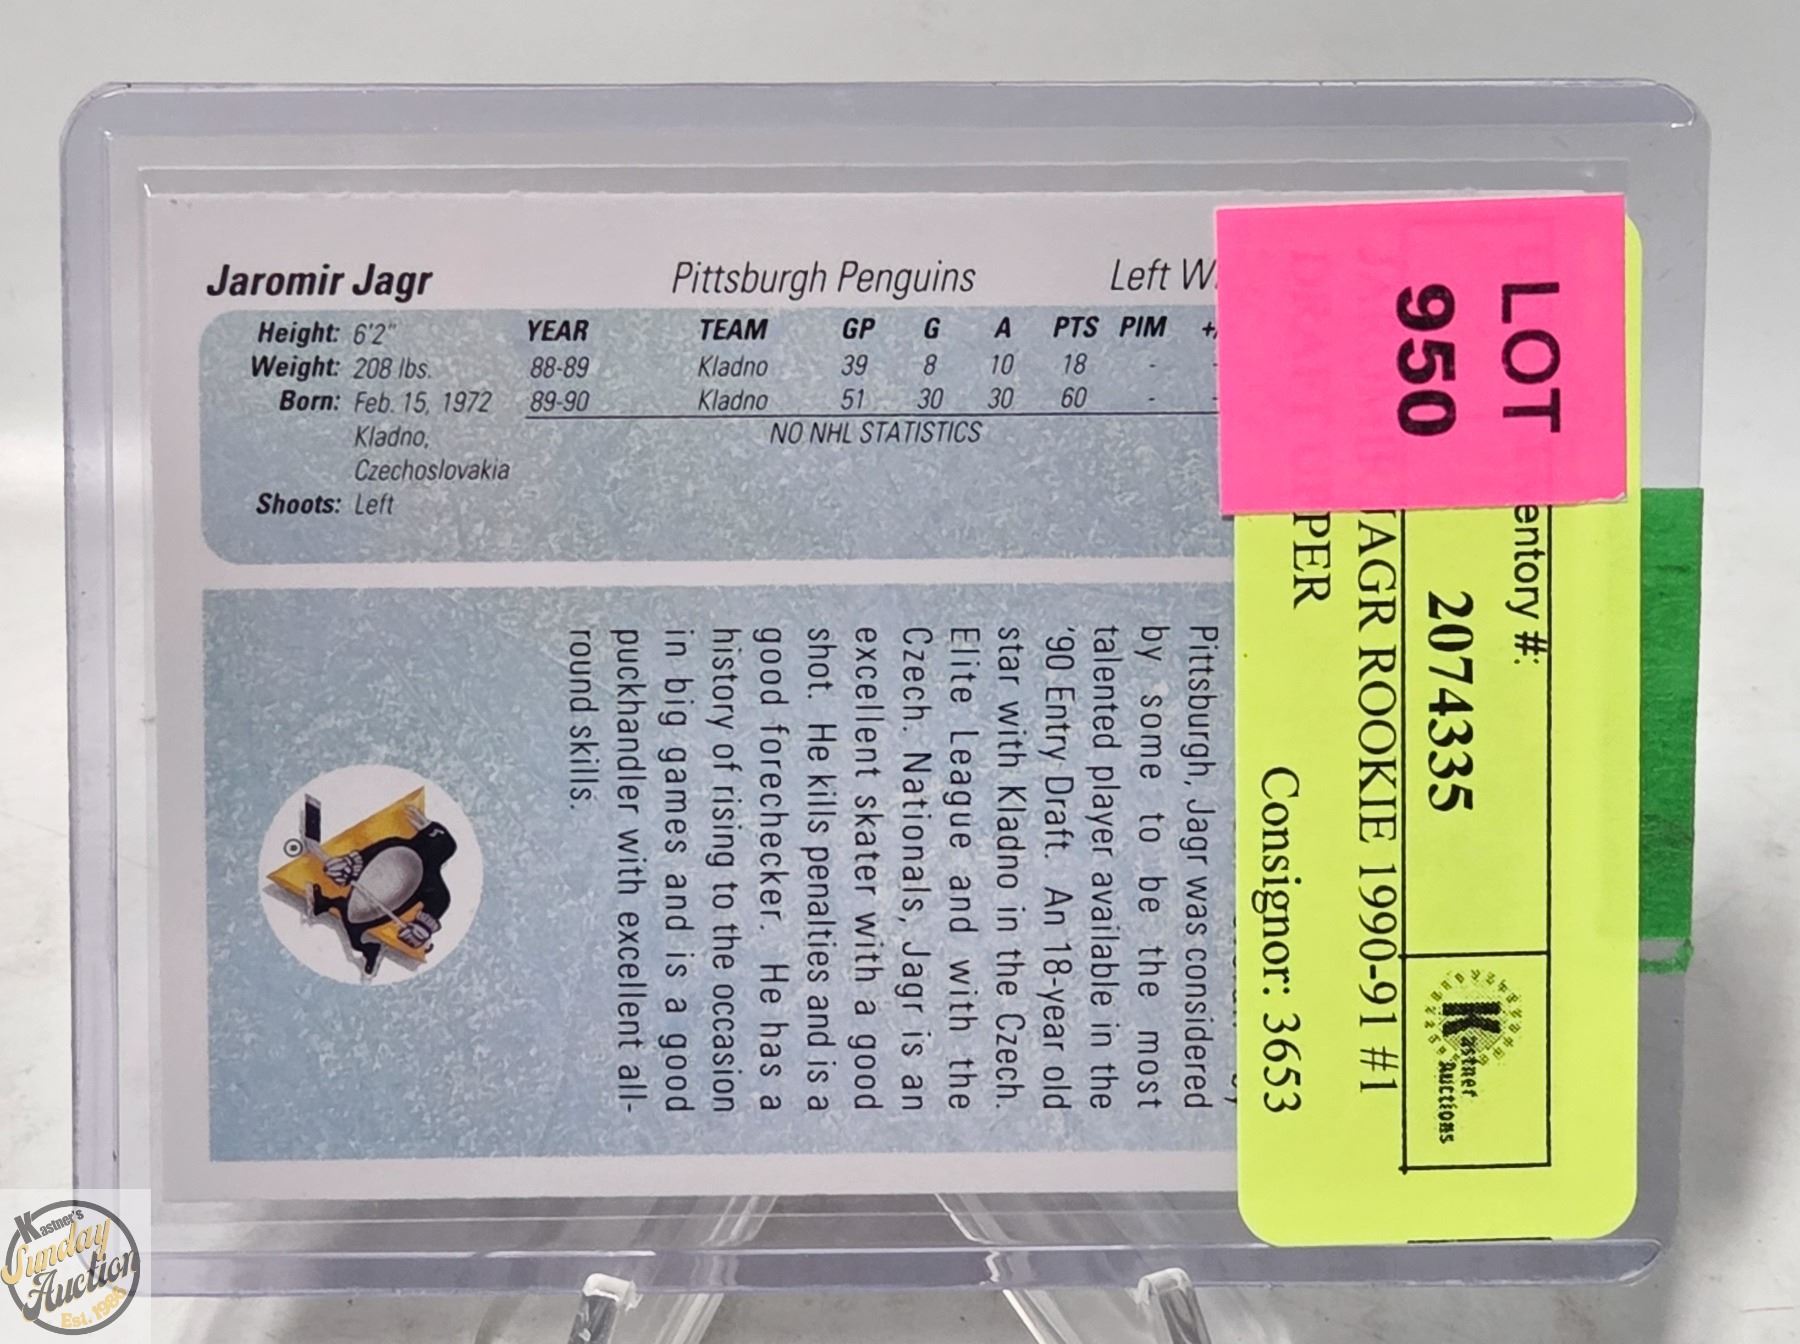 Jaromir Jagr Pittsburgh Penguins Left W
Height: 6'2" YEAR TEAM GP G A PTS PIM
Weight: 208 lbs. 88-89 Kladno 39 8 10 18 - -
Born: Feb. 15, 1972 89-90 Kladno 51 30 30 60 - -
Kladno, NO NHL STATISTICS
Czechoslovakia
Shoots: Left
Pittsburgh, Jagr was considered
by some to be the most
talented player available in the
'90 Entry Draft. An 18-year old
star with Kladno in the Czech.
Elite League and with the
Czech. Nationals, Jagr is an
excellent skater with a good
shot. He kills penalties and is a
good forechecker. He has a
history of rising to the occasion
in big games and is a good
puckhandler with excellent all-
round skills.
LOT
950
entory #:
2074335
Kastner
Auctions
JAGR ROOKIE 1990-91 #1
PER
Consignor: 3653
Kastner's
Sunday
Auction
Est. 1986